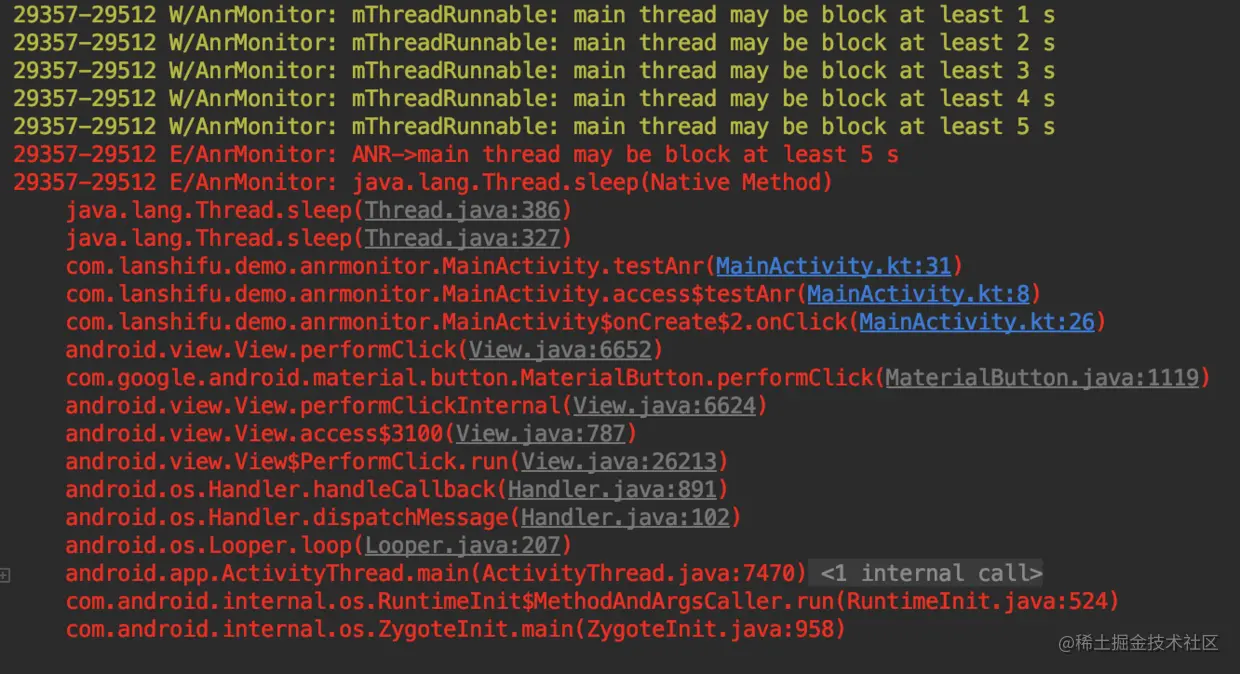 29357-29512 W/AnrMonitor: mThreadRunnable: main thread may be block at least 1 s
29357-29512 W/AnrMonitor: mThreadRunnable: main thread may be block at least 2 s
29357-29512 W/AnrMonitor: mThreadRunnable: main thread may be block at least 3 s
29357-29512 W/AnrMonitor: mThreadRunnable: main thread may be block at least 4 s
29357-29512 W/AnrMonitor: mThreadRunnable: main thread may be block at least 5 s
29357-29512 E/AnrMonitor: ANR->main thread may be block at least 5 s
29357-29512 E/AnrMonitor: java.lang.Thread.sleep(Native Method)
java.lang.Thread.sleep(Thread.java:386)
java.lang.Thread.sleep(Thread.java:327)
com.lanshifu.demo.anrmonitor.MainActivity.testAnr(MainActivity.kt:31)
com.lanshifu.demo.anrmonitor.MainActivity.access$testAnr(MainActivity.kt:8)
com.lanshifu.demo.anrmonitor.MainActivity$onCreate$2.onClick(MainActivity.kt:26)
android.view.View.performClick(View.java:6652)
com.google.android.material.button.MaterialButton.performClick(MaterialButton.java:1119)
android.view.View.performClickInternal(View.java:6624)
android.view.View.access$3100(View.java:787)
android.view.View$PerformClick.run(View.java:26213)
android.os.Handler.handleCallback(Handler.java:891)
android.os.Handler.dispatchMessage(Handler.java:102)
android.os.Looper.loop(Looper.java:207)
android.app.ActivityThread.main(ActivityThread.java:7470) <1 internal call>
com.android.internal.os.RuntimeInit$MethodAndArgsCaller.run(RuntimeInit.java:524)
com.android.internal.os.ZygoteInit.main(ZygoteInit.java:958)
@稀土掘金技术社区